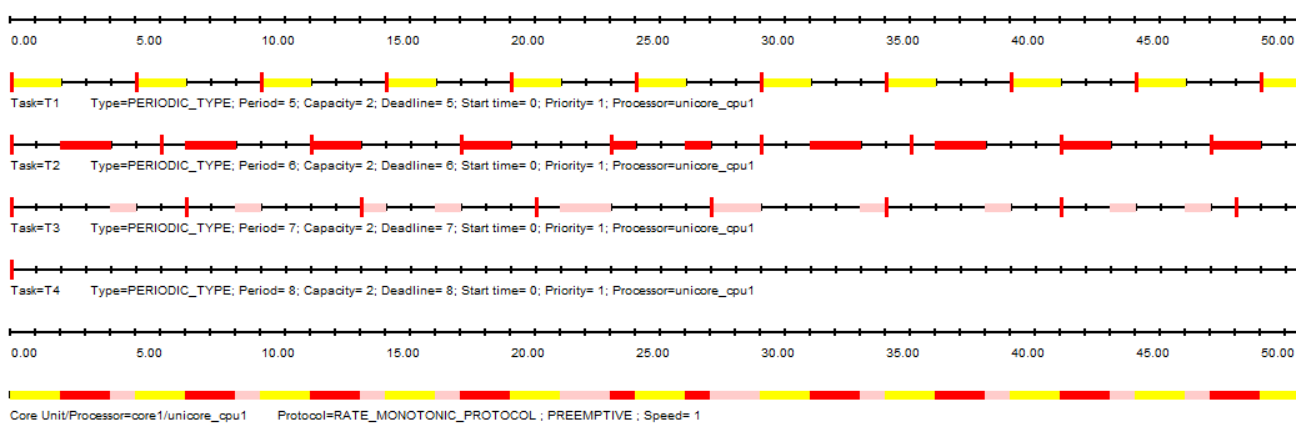 0.00 5.00 10.00 15.00 20.00 25.00 30.00 35.00 40.00 45.00 50.00
Task=T1 Type=PERIODIC_TYPE; Period= 5; Capacity= 2; Deadline= 5; Start time= 0; Priority= 1; Processor=unicore_cpu1
Task=T2 Type=PERIODIC_TYPE; Period= 6; Capacity= 2; Deadline= 6; Start time= 0; Priority= 1; Processor=unicore_cpu1
Task=T3 Type=PERIODIC_TYPE; Period= 7; Capacity= 2; Deadline= 7; Start time= 0; Priority= 1; Processor=unicore_cpu1
Task=T4 Type=PERIODIC_TYPE; Period= 8; Capacity= 2; Deadline= 8; Start time= 0; Priority= 1; Processor=unicore_cpu1
0.00 5.00 10.00 15.00 20.00 25.00 30.00 35.00 40.00 45.00 50.00
Core Unit/Processor=core1/unicore_cpu1 Protocol=RATE_MONOTONIC_PROTOCOL ; PREEMPTIVE ; Speed= 1